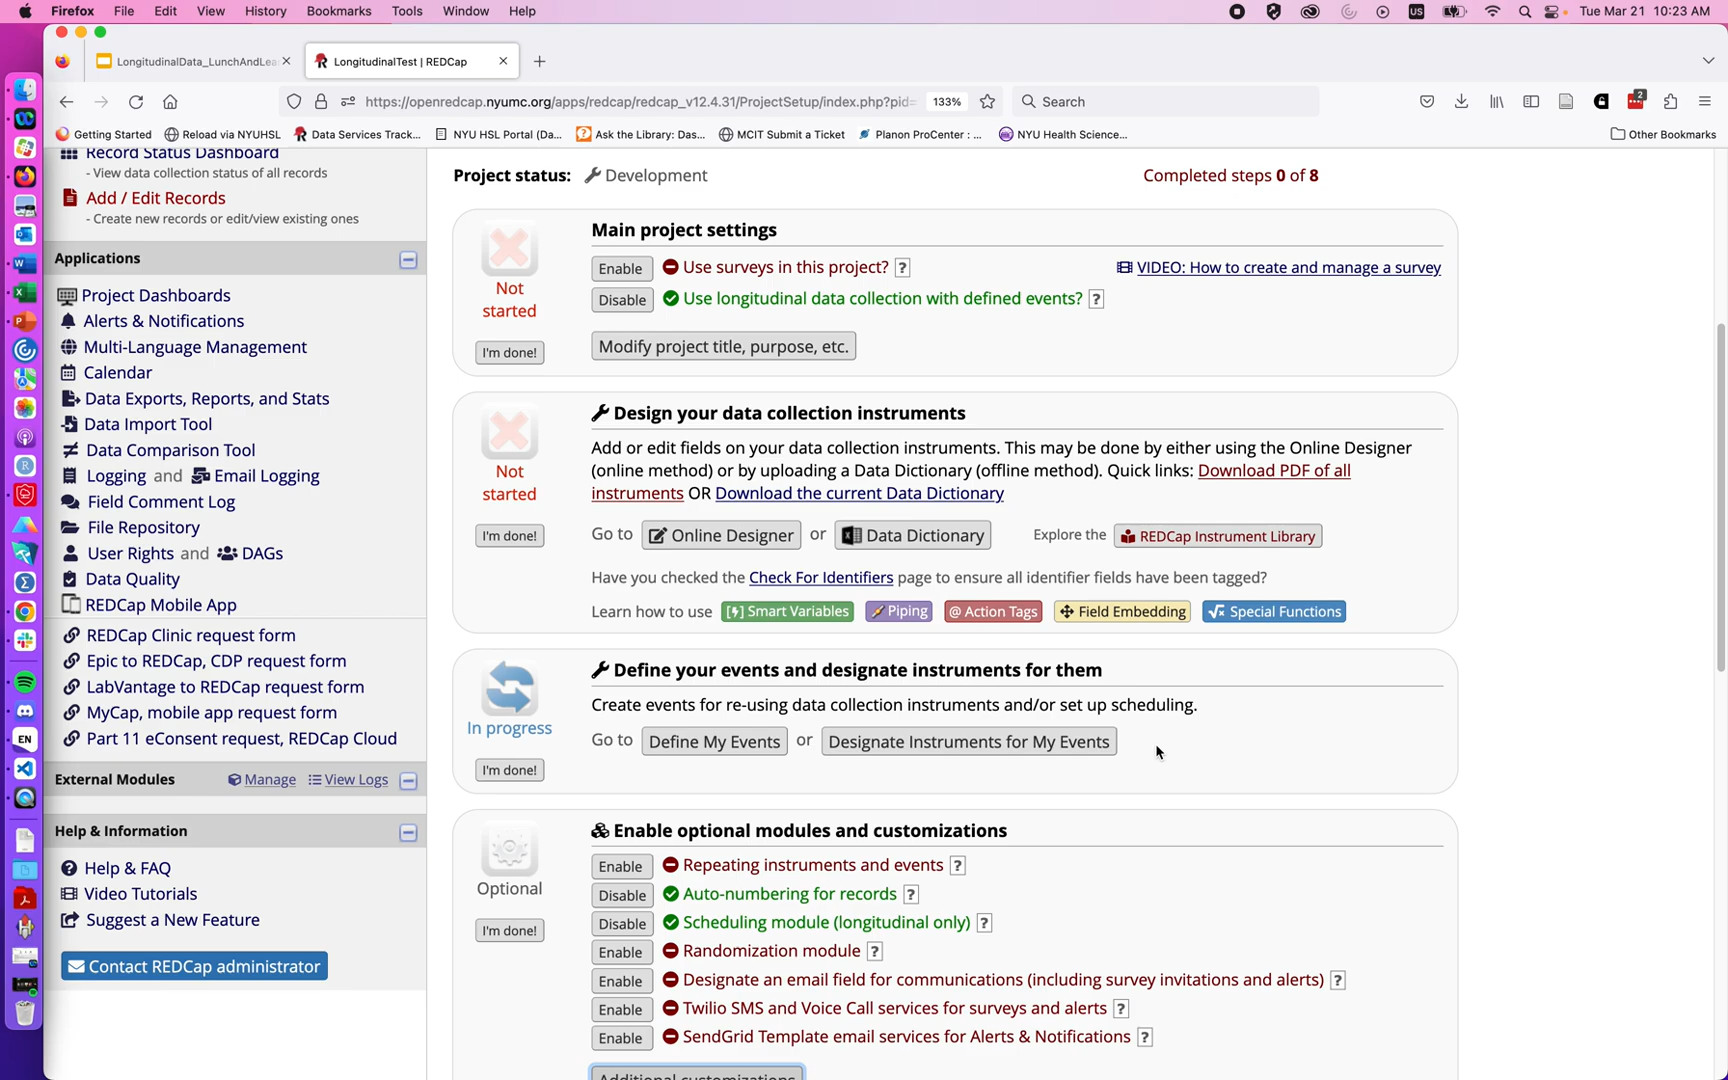 Firefox File Edit View History Bookmarks Tools Window Help US Tue Mar 21 10:23 AM
LongitudinalData_LunchAndLea LongitudinalTest | REDCap
https://openredcap.nyumc.org/apps/redcap/redcap_v12.4.31/ProjectSetup/index.php?pid= 133% Search 2
Getting Started Reload via NYUHSL Data Services Track... NYU HSL Portal (Da... Ask the Library: Das... MCIT Submit a Ticket Planon ProCenter : ... NYU Health Science... Other Bookmarks
Record Status Dashboard
- View data collection status of all records
Add / Edit Records
- Create new records or edit/view existing ones
Applications
Project Dashboards
Alerts & Notifications
Multi-Language Management
Calendar
Data Exports, Reports, and Stats
Data Import Tool
Data Comparison Tool
Logging and Email Logging
Field Comment Log
File Repository
User Rights and DAGs
Data Quality
REDCap Mobile App
REDCap Clinic request form
Epic to REDCap, CDP request form
LabVantage to REDCap request form
MyCap, mobile app request form
Part 11 eConsent request, REDCap Cloud
External Modules Manage View Logs
Help & Information
Help & FAQ
Video Tutorials
Suggest a New Feature
Contact REDCap administrator
EN
Project status: Development Completed steps 0 of 8
Not started
I'm done!
Main project settings
Enable Use surveys in this project? ? VIDEO: How to create and manage a survey
Disable Use longitudinal data collection with defined events? ?
Modify project title, purpose, etc.
Not started
I'm done!
Design your data collection instruments
Add or edit fields on your data collection instruments. This may be done by either using the Online Designer
(online method) or by uploading a Data Dictionary (offline method). Quick links: Download PDF of all
instruments OR Download the current Data Dictionary
Go to Online Designer or Data Dictionary Explore the REDCap Instrument Library
Have you checked the Check For Identifiers page to ensure all identifier fields have been tagged?
Learn how to use Smart Variables Piping @ Action Tags Field Embedding Special Functions
In progress
I'm done!
Define your events and designate instruments for them
Create events for re-using data collection instruments and/or set up scheduling.
Go to Define My Events or Designate Instruments for My Events
Optional
I'm done!
Enable optional modules and customizations
Enable Repeating instruments and events ?
Disable Auto-numbering for records ?
Disable Scheduling module (longitudinal only) ?
Enable Randomization module ?
Enable Designate an email field for communications (including survey invitations and alerts) ?
Enable Twilio SMS and Voice Call services for surveys and alerts ?
Enable SendGrid Template email services for Alerts & Notifications ?
Additional customizations